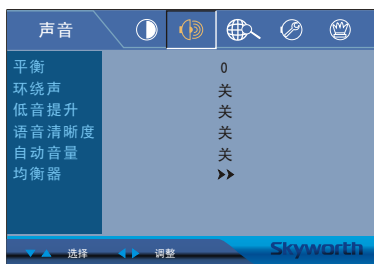 声音
平衡 0
环绕声 关
低音提升 关
语音清晰度 关
自动音量 关
均衡器
选择 调整 Skyworth